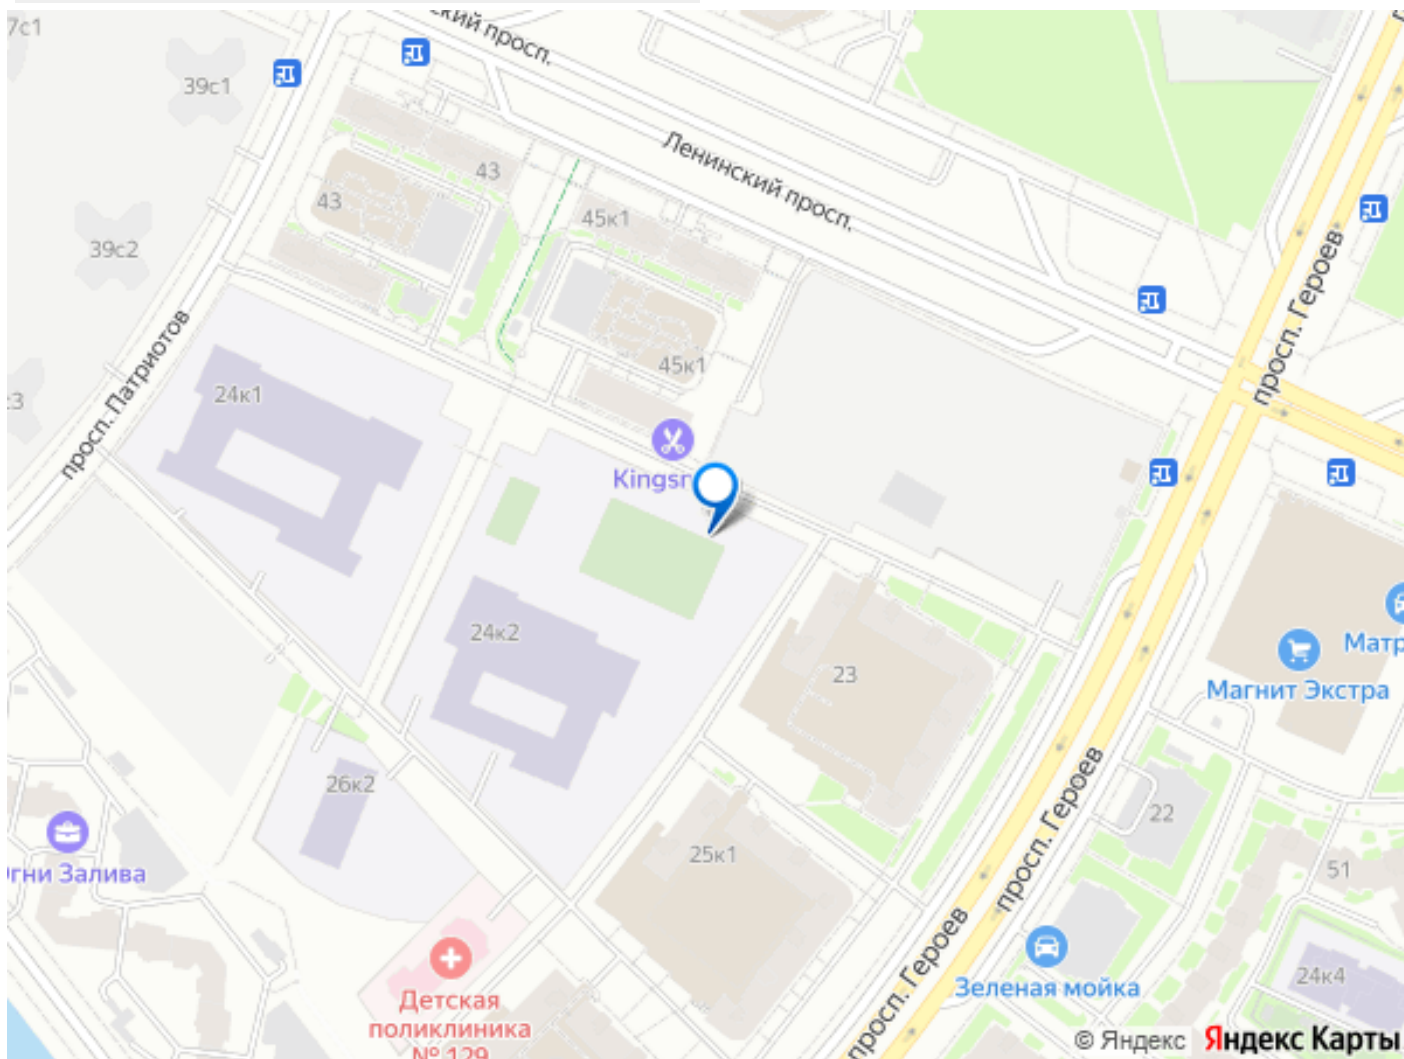 7с1
ский просп.
39с1
Ленинский просп.
43
43
45к1
39с2
просп. Героев
просп. Патриотов
45к1
24к1
:3
Kingsr
24к2
23
Матр
Магнит Экстра
26к2
просп. Героев
22
25к1
51
гни Залива
просп. Героев
Зеленая мойка
24к4
Детская
поликлиника
№ 129
© Яндекс Яндекс Карты